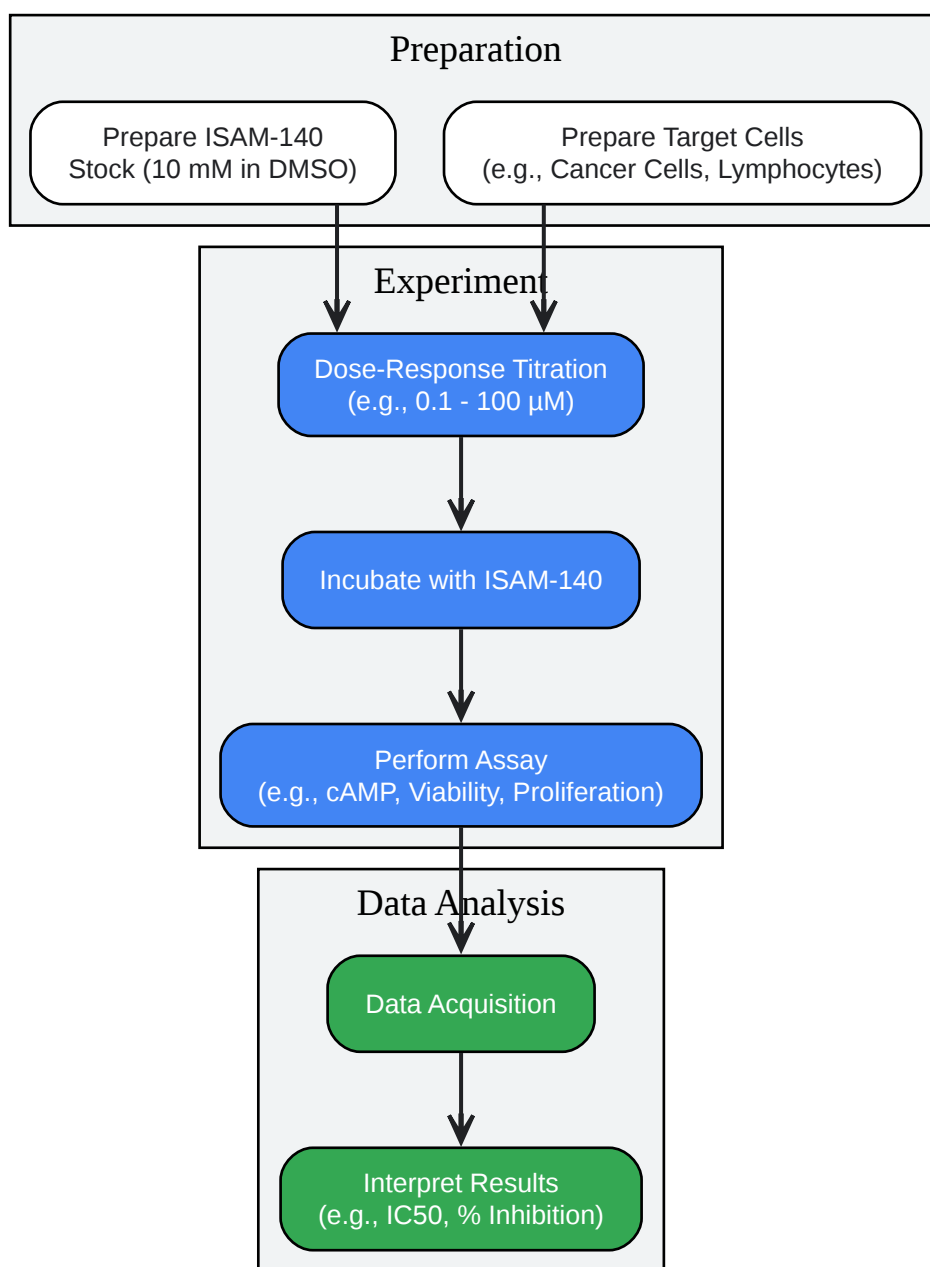 Preparation
Prepare ISAM-140
Stock (10 mM in DMSO)
Prepare Target Cells
(e.g., Cancer Cells, Lymphocytes)
Experiment
Dose-Response Titration
(e.g., 0.1 - 100 µM)
Incubate with ISAM-140
Perform Assay
(e.g., cAMP, Viability, Proliferation)
Data Analysis
Data Acquisition
Interpret Results
(e.g., IC50, % Inhibition)